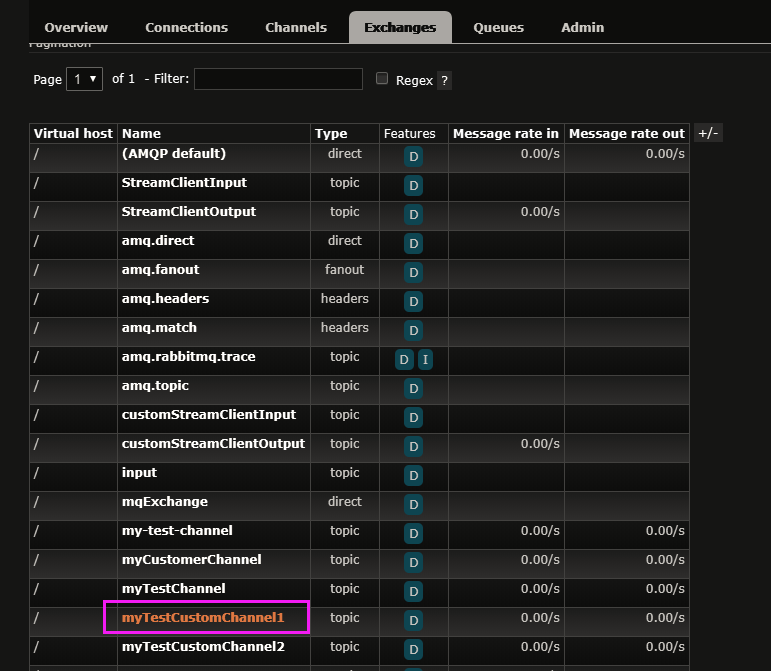 Overview Connections Channels Exchanges Queues Admin
Pagination
Page 1 ▼ of 1 - Filter: Regex ?
Virtual host Name Type Features Message rate in Message rate out +/-
/ (AMQP default) direct D 0.00/s 0.00/s
/ StreamClientInput topic D
/ StreamClientOutput topic D 0.00/s
/ amq.direct direct D
/ amq.fanout fanout D
/ amq.headers headers D
/ amq.match headers D
/ amq.rabbitmq.trace topic D I
/ amq.topic topic D
/ customStreamClientInput topic D
/ customStreamClientOutput topic D 0.00/s
/ input topic D
/ mqExchange direct D
/ my-test-channel topic D 0.00/s 0.00/s
/ myCustomerChannel topic D 0.00/s 0.00/s
/ myTestChannel topic D 0.00/s 0.00/s
/ myTestCustomChannel1 topic D 0.00/s 0.00/s
/ myTestCustomChannel2 topic D 0.00/s 0.00/s